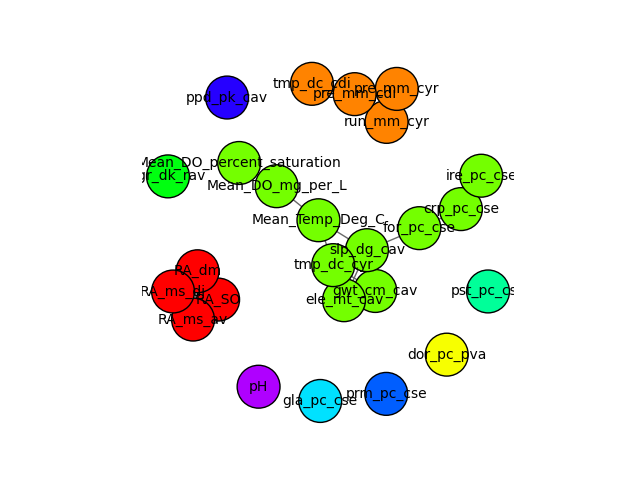 tmp_dc_cdi
pre_mm_cyr
pre_mm_cdi
ppd_pk_cav
run_mm_cyr
Mean_DO_percent_saturation
gr_dk_rav
ire_pc_cse
Mean_DO_mg_per_L
crp_pc_cse
Mean_Temp_Deg_C
for_pc_cse
slp_dg_cav
tmp_dc_cyr
RA_dm
RA_ms_di
gwt_cm_cav
pst_pc_cs
RA_SO
ele_mt_cav
RA_ms_av
dor_pc_pva
pH
prm_pc_cse
gla_pc_cse